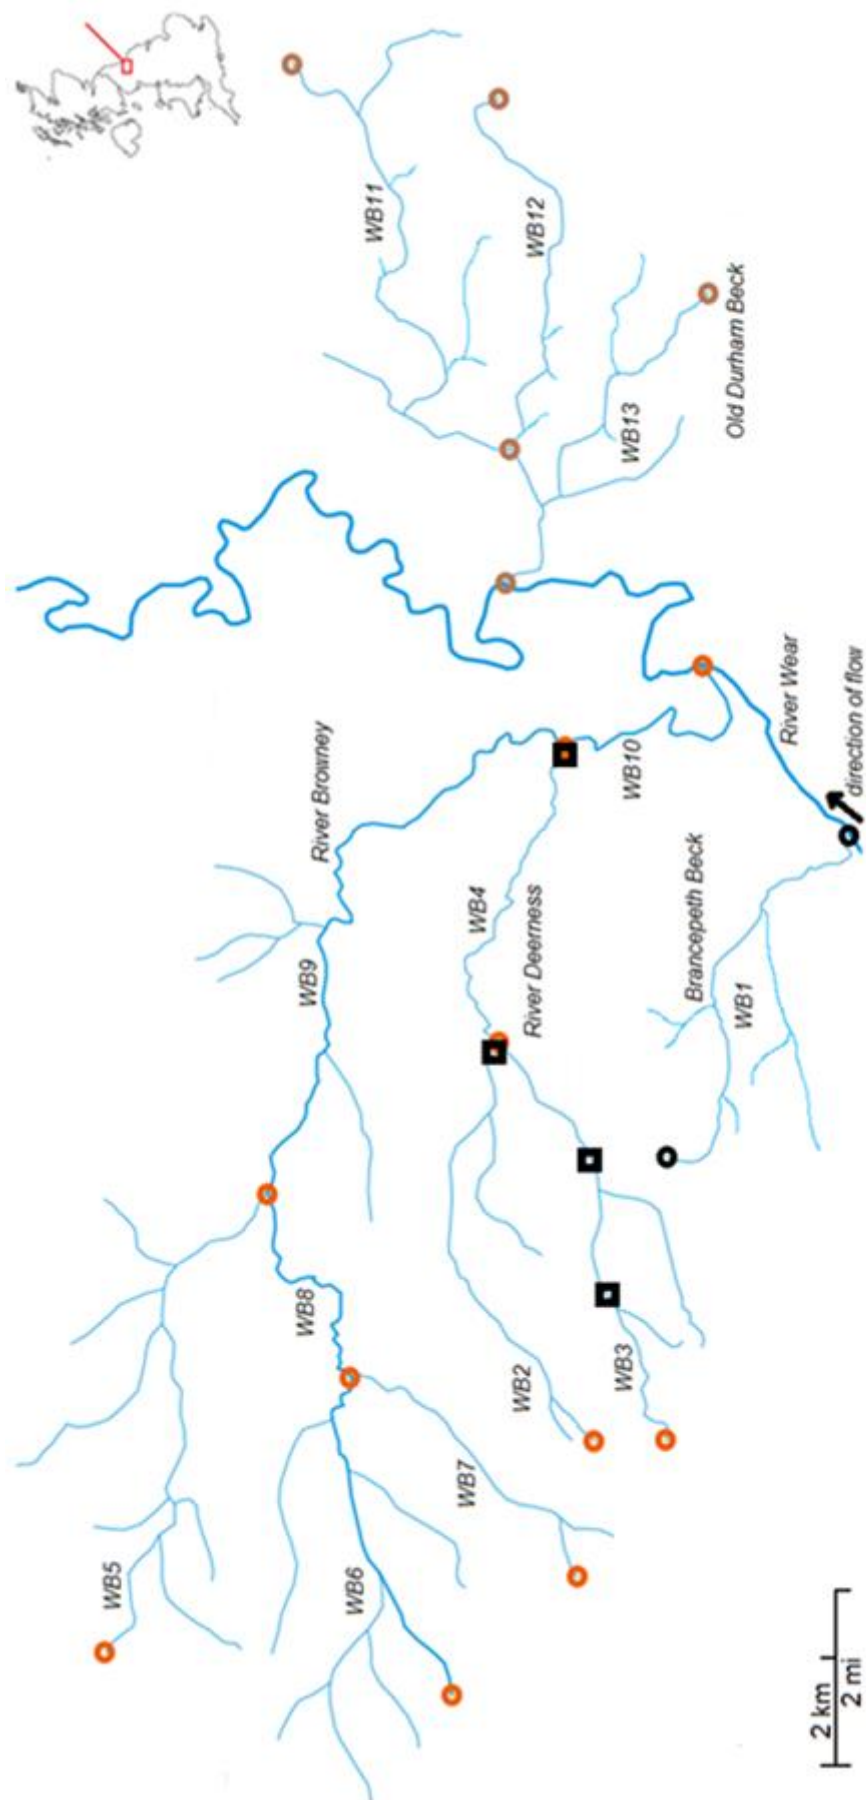 WB11
WB12
WB13
Old Durham Beck
River Wear
direction of flow
River Browney
WB10
WB4
River Deerness
Brancepeth Beck
WB1
WB9
WB8
WB2
WB3
WB7
WB5
WB6
2 km
2 mi